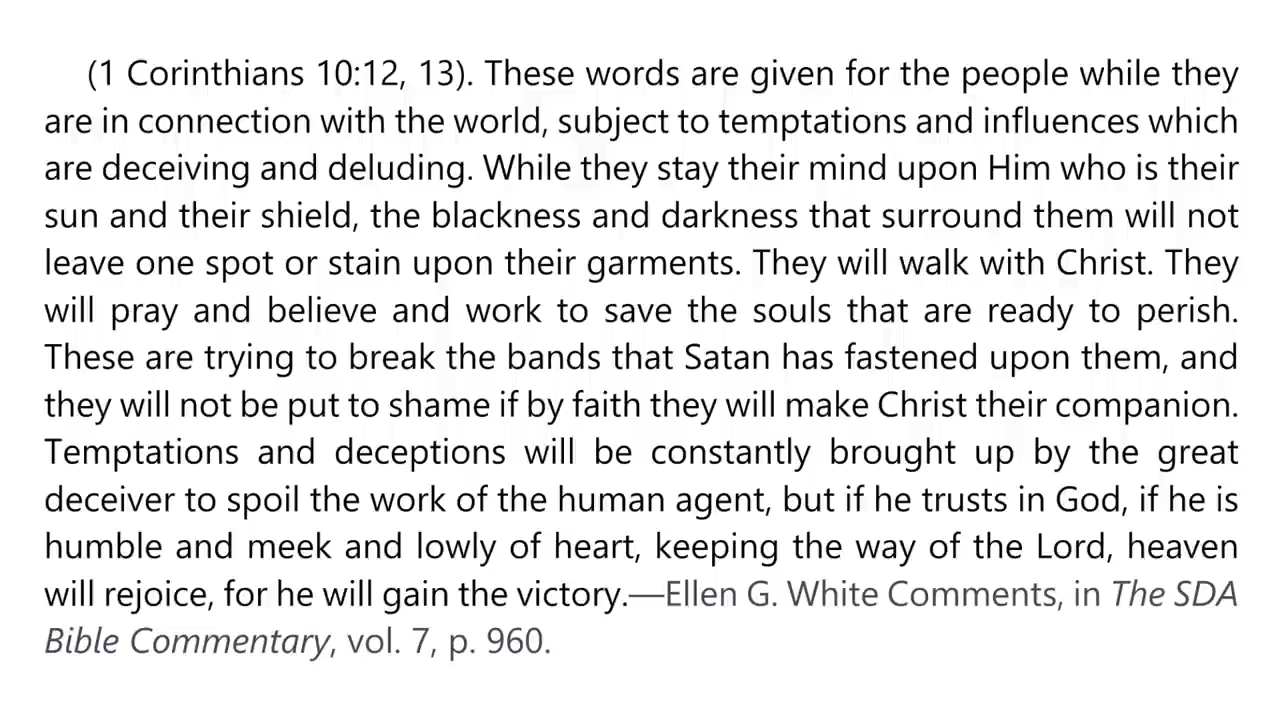 (1 Corinthians 10:12, 13). These words are given for the people while they
are in connection with the world, subject to temptations and influences which
are deceiving and deluding. While they stay their mind upon Him who is their
sun and their shield, the blackness and darkness that surround them will not
leave one spot or stain upon their garments. They will walk with Christ. They
will pray and believe and work to save the souls that are ready to perish.
These are trying to break the bands that Satan has fastened upon them, and
they will not be put to shame if by faith they will make Christ their companion.
Temptations and deceptions will be constantly brought up by the great
deceiver to spoil the work of the human agent, but if he trusts in God, if he is
humble and meek and lowly of heart, keeping the way of the Lord, heaven
will rejoice, for he will gain the victory.—Ellen G. White Comments, in The SDA
Bible Commentary, vol. 7, p. 960.